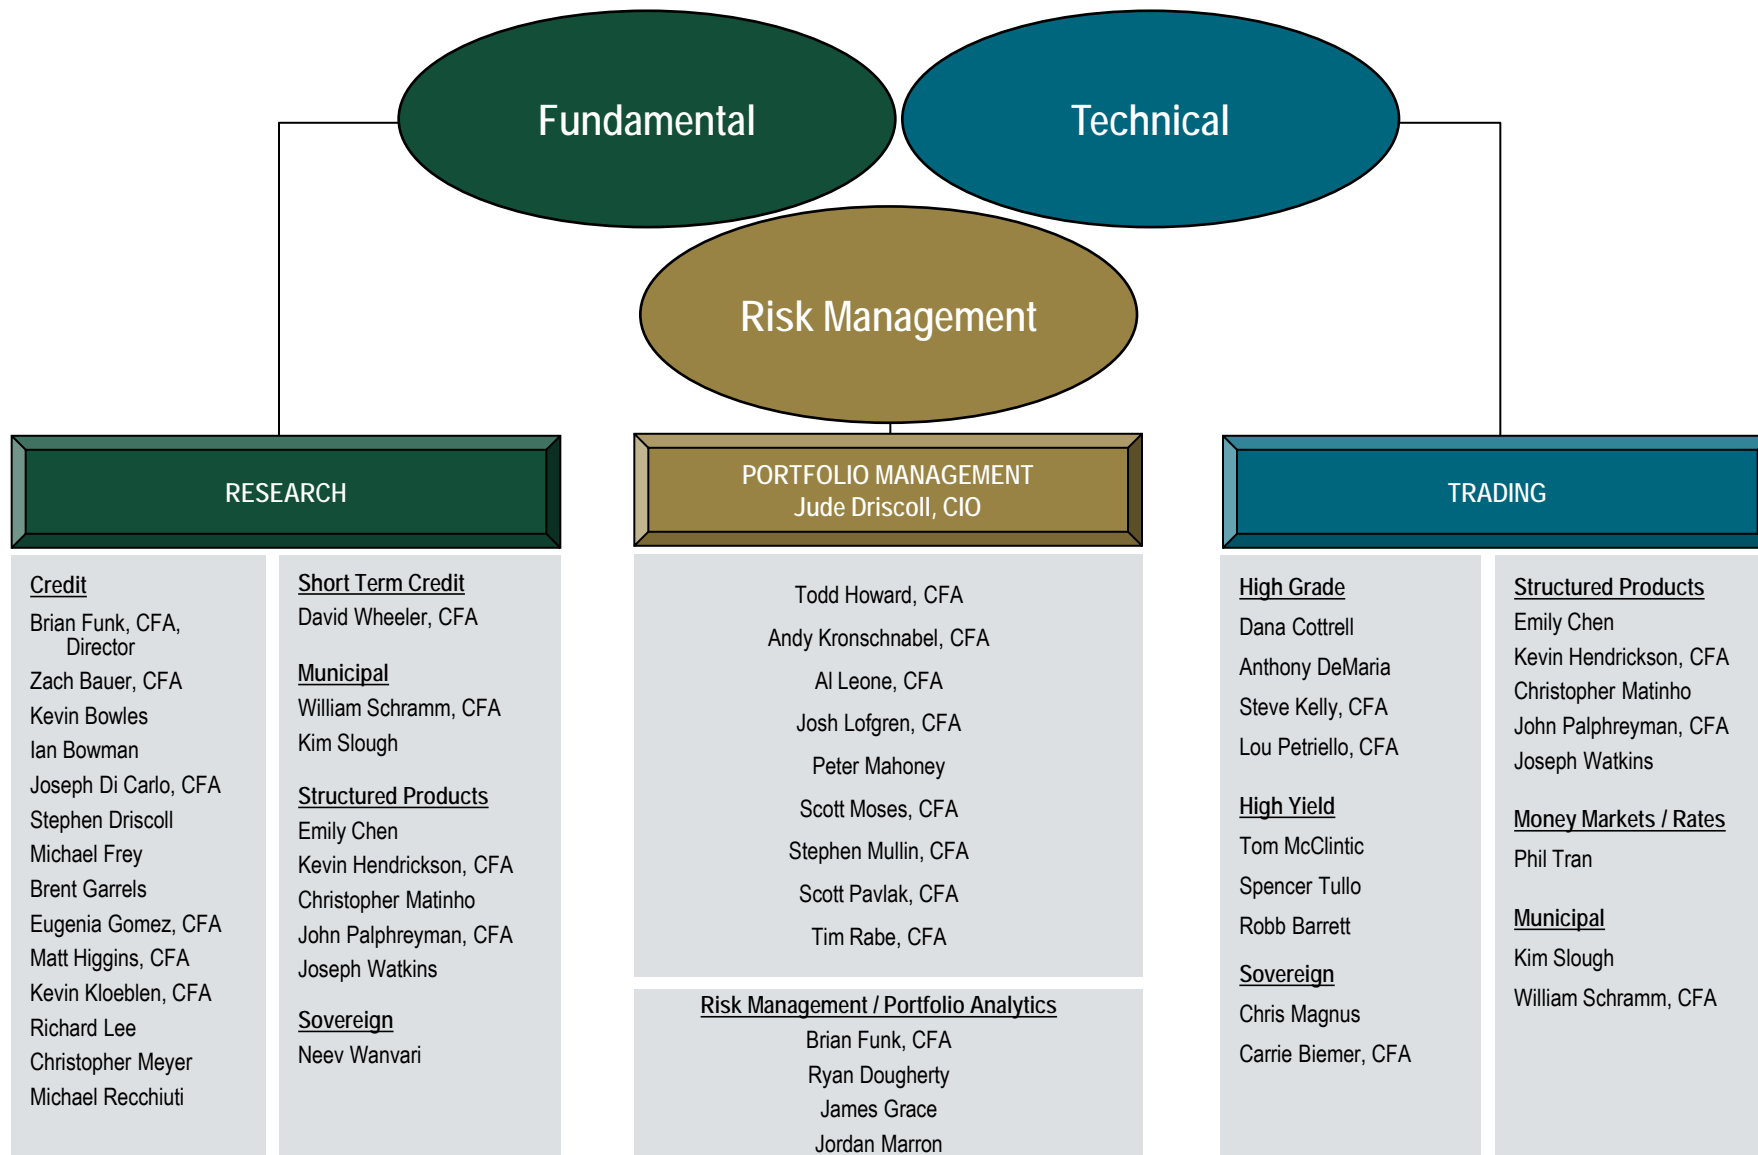 Fundamental
Technical
Risk Management
RESEARCH
Credit
Brian Funk, CFA,
Director
Zach Bauer, CFA
Kevin Bowles
Ian Bowman
Joseph Di Carlo, CFA
Stephen Driscoll
Michael Frey
Brent Garrels
Eugenia Gomez, CFA
Matt Higgins, CFA
Kevin Kloeblen, CFA
Richard Lee
Christopher Meyer
Michael Recchiuti
Short Term Credit
David Wheeler, CFA
Municipal
William Schramm, CFA
Kim Slough
Structured Products
Emily Chen
Kevin Hendrickson, CFA
Christopher Matinho
John Palphreyman, CFA
Joseph Watkins
Sovereign
Neev Wanvari
PORTFOLIO MANAGEMENT
Jude Driscoll, CIO
Todd Howard, CFA
Andy Kronschnabel, CFA
Al Leone, CFA
Josh Lofgren, CFA
Peter Mahoney
Scott Moses, CFA
Stephen Mullin, CFA
Scott Pavlak, CFA
Tim Rabe, CFA
Risk Management / Portfolio Analytics
Brian Funk, CFA
Ryan Dougherty
James Grace
Jordan Marron
TRADING
High Grade
Dana Cottrell
Anthony DeMaria
Steve Kelly, CFA
Lou Petriello, CFA
High Yield
Tom McClintic
Spencer Tullo
Robb Barrett
Sovereign
Chris Magnus
Carrie Biemer, CFA
Structured Products
Emily Chen
Kevin Hendrickson, CFA
Christopher Matinho
John Palphreyman, CFA
Joseph Watkins
Money Markets / Rates
Phil Tran
Municipal
Kim Slough
William Schramm, CFA